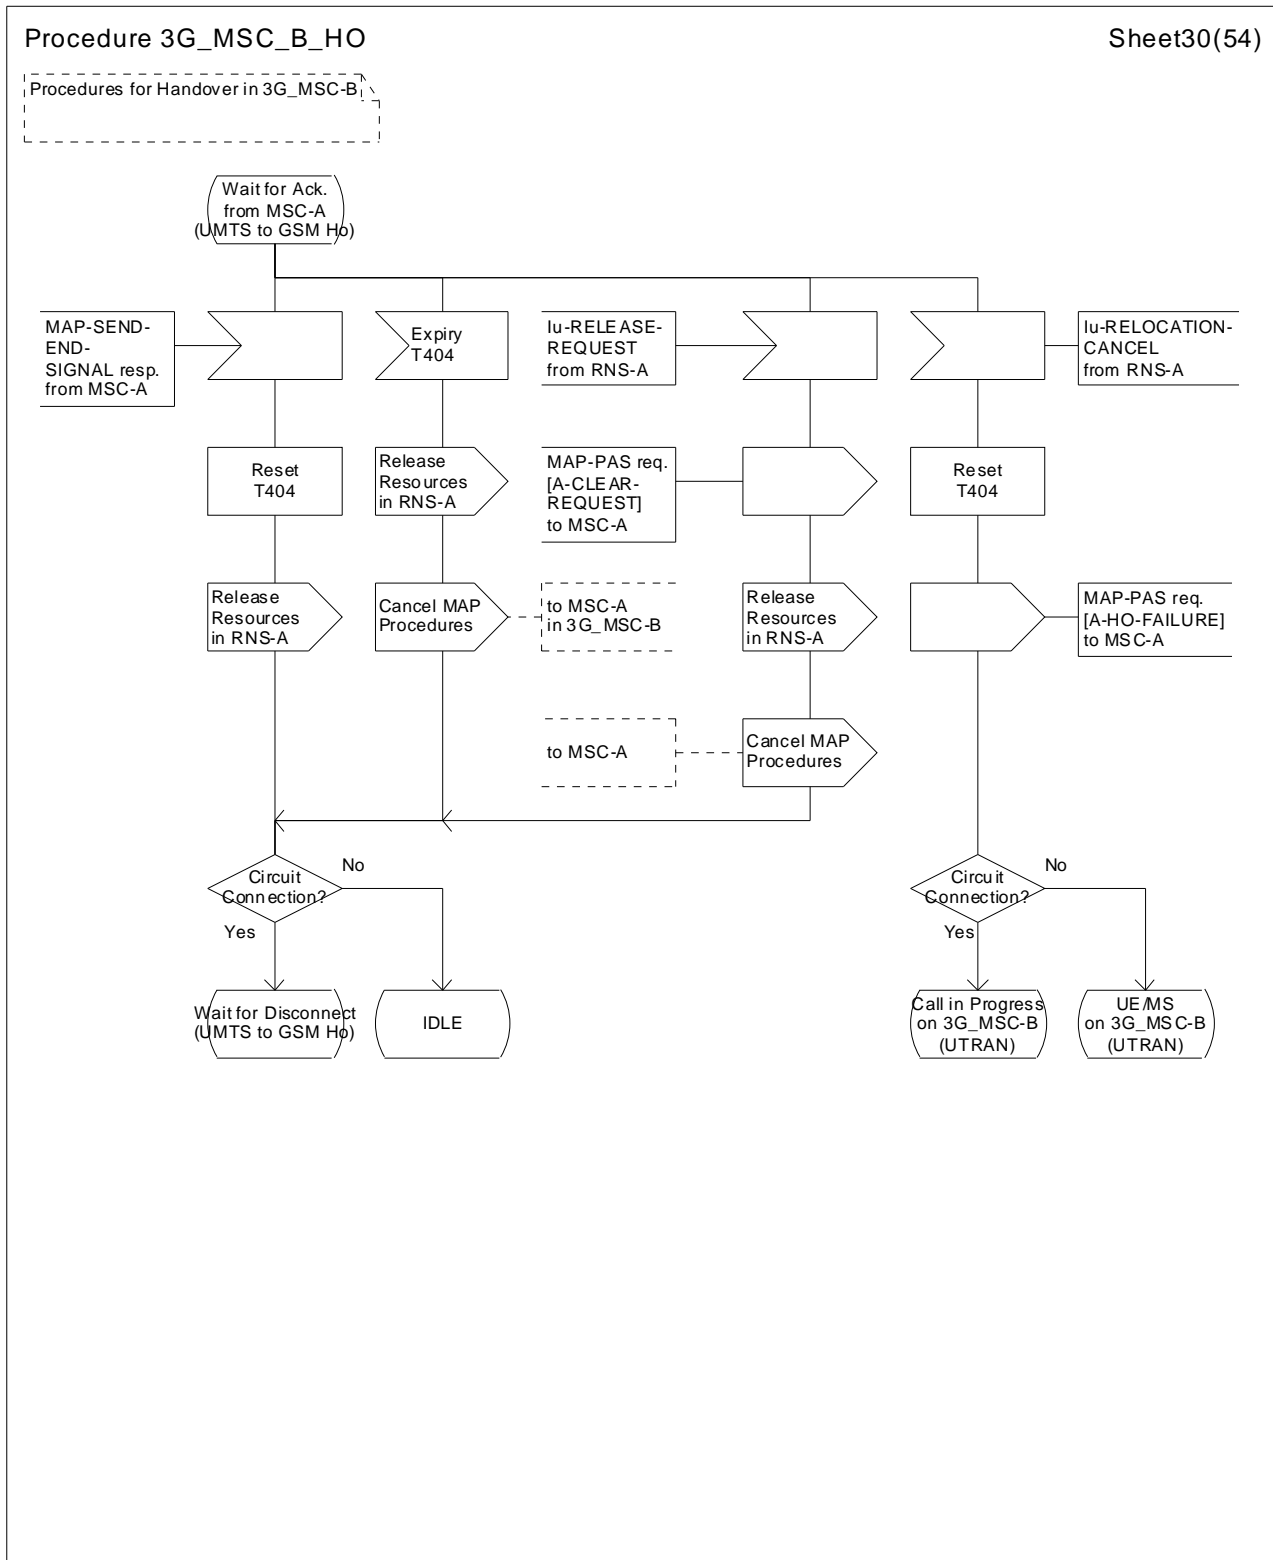 Procedure 3G_MSC_B_HO
Sheet30(54)
Procedures for Handover in 3G_MSC-B
Wait for Ack.
from MSC-A
(UMTS to GSM Ho)
MAP-SEND-
END-
SIGNAL resp.
from MSC-A
Expiry
T404
Iu-RELEASE-
REQUEST
from RNS-A
Iu-RELOCATION-
CANCEL
from RNS-A
Reset
T404
Release
Resources
in RNS-A
MAP-PAS req.
[A-CLEAR-
REQUEST]
to MSC-A
Reset
T404
Release
Resources
in RNS-A
Cancel MAP
Procedures
to MSC-A
in 3G_MSC-B
Release
Resources
in RNS-A
MAP-PAS req.
[A-HO-FAILURE]
to MSC-A
to MSC-A
Cancel MAP
Procedures
Circuit
Connection?
No
Yes
Circuit
Connection?
No
Yes
Wait for Disconnect
(UMTS to GSM Ho)
IDLE
Call in Progress
on 3G_MSC-B
(UTRAN)
UE/MS
on 3G_MSC-B
(UTRAN)